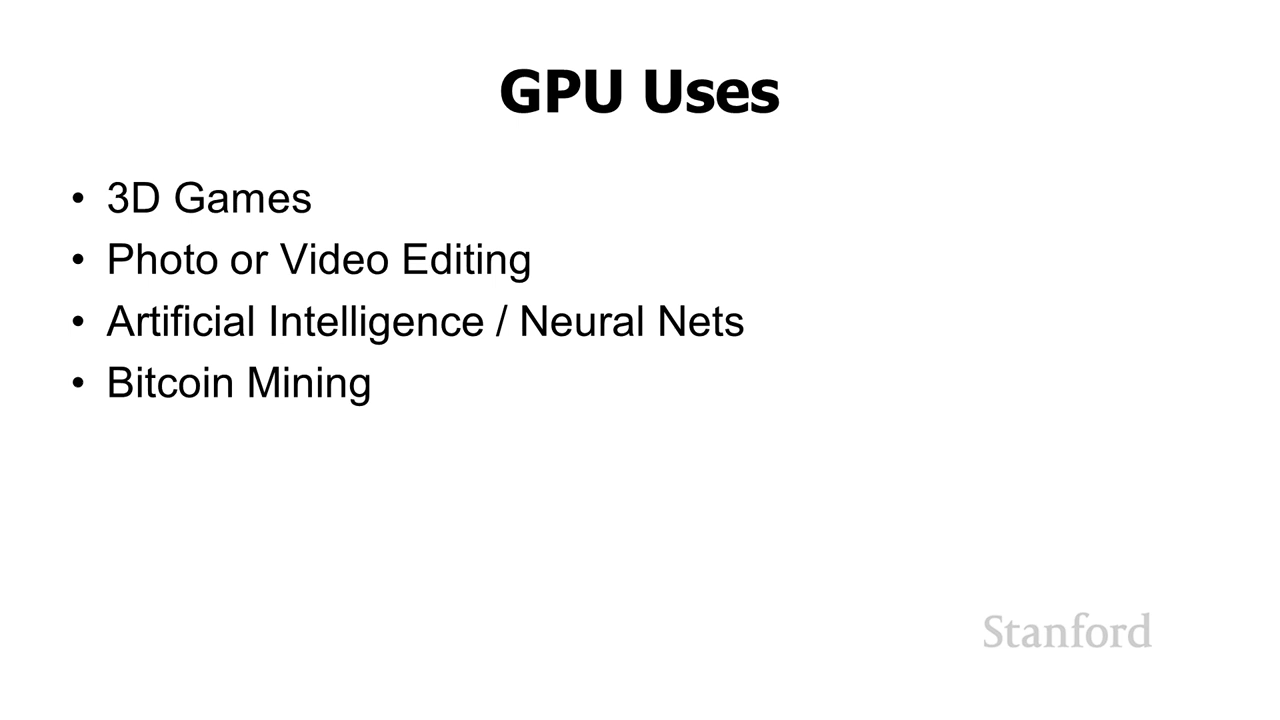 GPU Uses
• 3D Games
• Photo or Video Editing
• Artificial Intelligence / Neural Nets
• Bitcoin Mining
Stanford